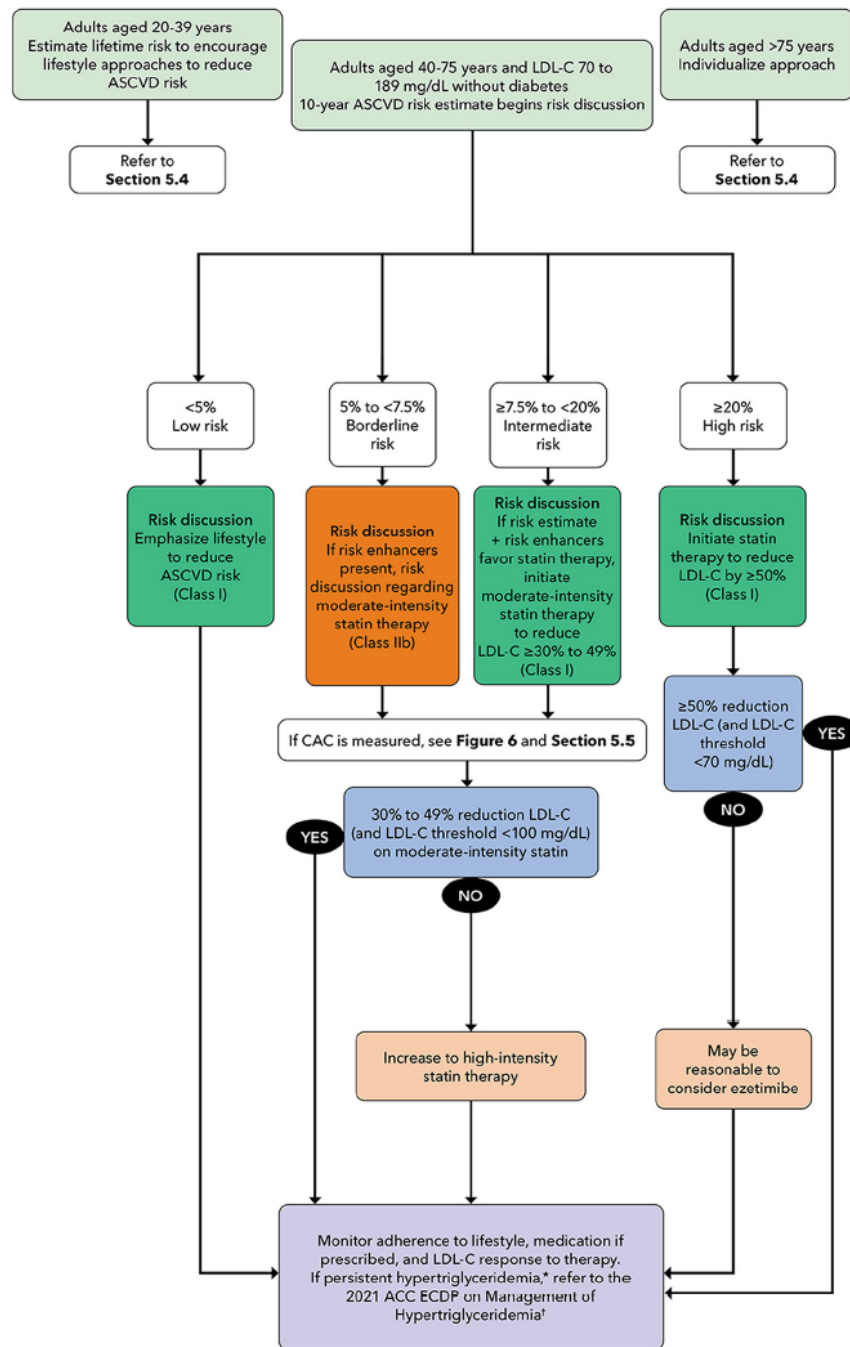 Adults aged 20-39 years
Estimate lifetime risk to encourage
lifestyle approaches to reduce
ASCVD risk
Adults aged 40-75 years and LDL-C 70 to
189 mg/dL without diabetes
10-year ASCVD risk estimate begins risk discussion
Adults aged >75 years
Individualize approach
Refer to
Section 5.4
Refer to
Section 5.4
<5%
Low risk
5% to <7.5%
Borderline
risk
≥7.5% to <20%
Intermediate
risk
≥20%
High risk
Risk discussion
Emphasize lifestyle
to reduce
ASCVD risk
(Class I)
Risk discussion
If risk enhancers
present, risk
discussion regarding
moderate-intensity
statin therapy
(Class IIb)
Risk discussion
If risk estimate
+ risk enhancers
favor statin therapy,
initiate
moderate-intensity
statin therapy
to reduce
LDL-C ≥30% to 49%
(Class I)
Risk discussion
Initiate statin
therapy to reduce
LDL-C by ≥50%
(Class I)
If CAC is measured, see Figure 6 and Section 5.5
≥50% reduction
LDL-C (and LDL-C
threshold
<70 mg/dL)
YES
NO
30% to 49% reduction LDL-C
(and LDL-C threshold <100 mg/dL)
on moderate-intensity statin
YES
NO
Increase to high-intensity
statin therapy
May be
reasonable to
consider ezetimibe
Monitor adherence to lifestyle, medication if
prescribed, and LDL-C response to therapy.
If persistent hypertriglyceridemia,* refer to the
2021 ACC ECDP on Management of
Hypertriglyceridemia†